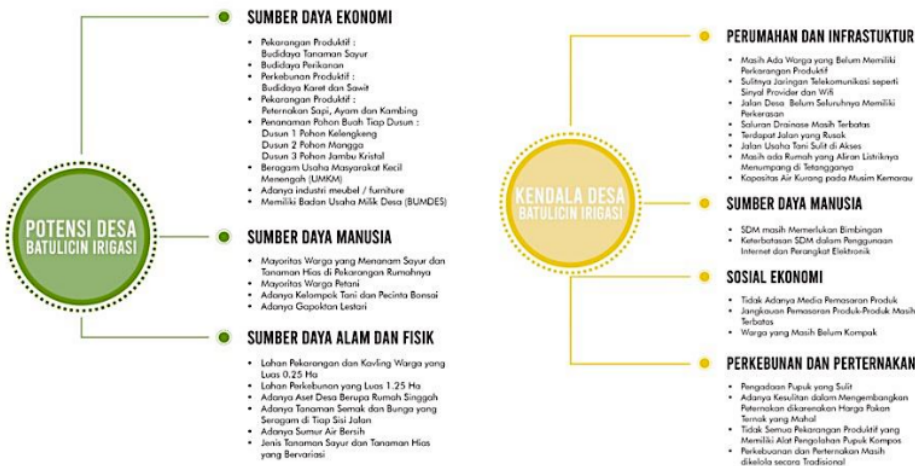 SUMBER DAYA EKONOMI
• Pekarangan Produktif :
Budidaya Tanaman Sayur
• Budidaya Perikanan
• Perkebunan Produktif :
Budidaya Karet dan Sawit
• Pekarangan Produktif :
Peternakan Sapi, Ayam dan Kambing
• Penanaman Pohon Buah Tiap Dusun :
Dusun 1 Pohon Kelengkeng
Dusun 2 Pohon Mangga
Dusun 3 Pohon Jambu Kristal
• Beragam Usaha Masyarakat Kecil
Menengah (UMKM)
• Adanya industri meubel / furniture
• Memiliki Badan Usaha Milik Desa (BUMDES)
POTENSI DESA
BATULICIN IRIGASI
SUMBER DAYA MANUSIA
• Mayoritas Warga yang Menanam Sayur dan
Tanaman Hias di Pekarangan Rumahnya
• Mayoritas Warga Petani
• Adanya Kelompok Tani dan Pecinta Bonsai
• Adanya Gapoktan Lestari
SUMBER DAYA ALAM DAN FISIK
• Lahan Pekarangan dan Kavling Warga yang
Luas 0.25 Ha
• Lahan Perkebunan yang Luas 1.25 Ha
• Adanya Aset Desa Berupa Rumah Singgah
• Adanya Tanaman Semak dan Bunga yang
Seragam di Tiap Sisi Jalan
• Adanya Sumur Air Bersih
• Jenis Tanaman Sayur dan Tanaman Hias
yang Bervariasi
PERUMAHAN DAN INFRASTUKTUR
• Masih Ada Warga yang Belum Memiliki
Perkarangan Produktif
• Sulitnya Jaringan Telekomunikasi seperti
Sinyal Provider dan Wifi
• Jalan Desa Belum Seluruhnya Memiliki
Perkerasan
• Saluran Drainase Masih Terbatas
• Terdapat Jalan yang Rusak
• Jalan Usaha Tani Sulit di Akses
• Masih ada Rumah yang Aliran Listriknya
Menumpang di Tetangganya
• Kapasitas Air Kurang pada Musim Kemarau
KENDALA DESA
BATULICIN IRIGASI
SUMBER DAYA MANUSIA
• SDM masih Memerlukan Bimbingan
• Keterbatasan SDM dalam Penggunaan
Internet dan Perangkat Elektronik
SOSIAL EKONOMI
• Tidak Adanya Media Pemasaran Produk
• Jangkauan Pemasaran Produk-Produk Masih
Terbatas
• Warga yang Masih Belum Kompak
PERKEBUNAN DAN PERTERNAKAN
• Pengadaan Pupuk yang Sulit
• Adanya Kesulitan dalam Mengembangkan
Peternakan dikarenakan Harga Pakan
Ternak yang Mahal
• Tidak Semua Pekarangan Produktif yang
Memiliki Alat Pengolahan Pupuk Kompos
• Perkebuanan dan Perternakan Masih
dikelola secara Tradisional